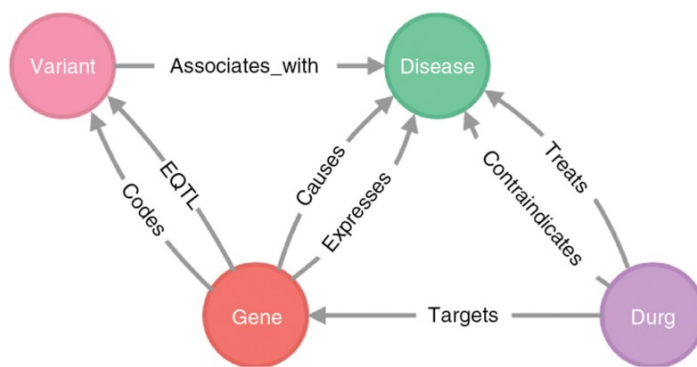 Variant
Associates_with
Disease
Codes
EQTL
Causes
Expresses
Contraindicates
Treats
Gene
Targets
Durg